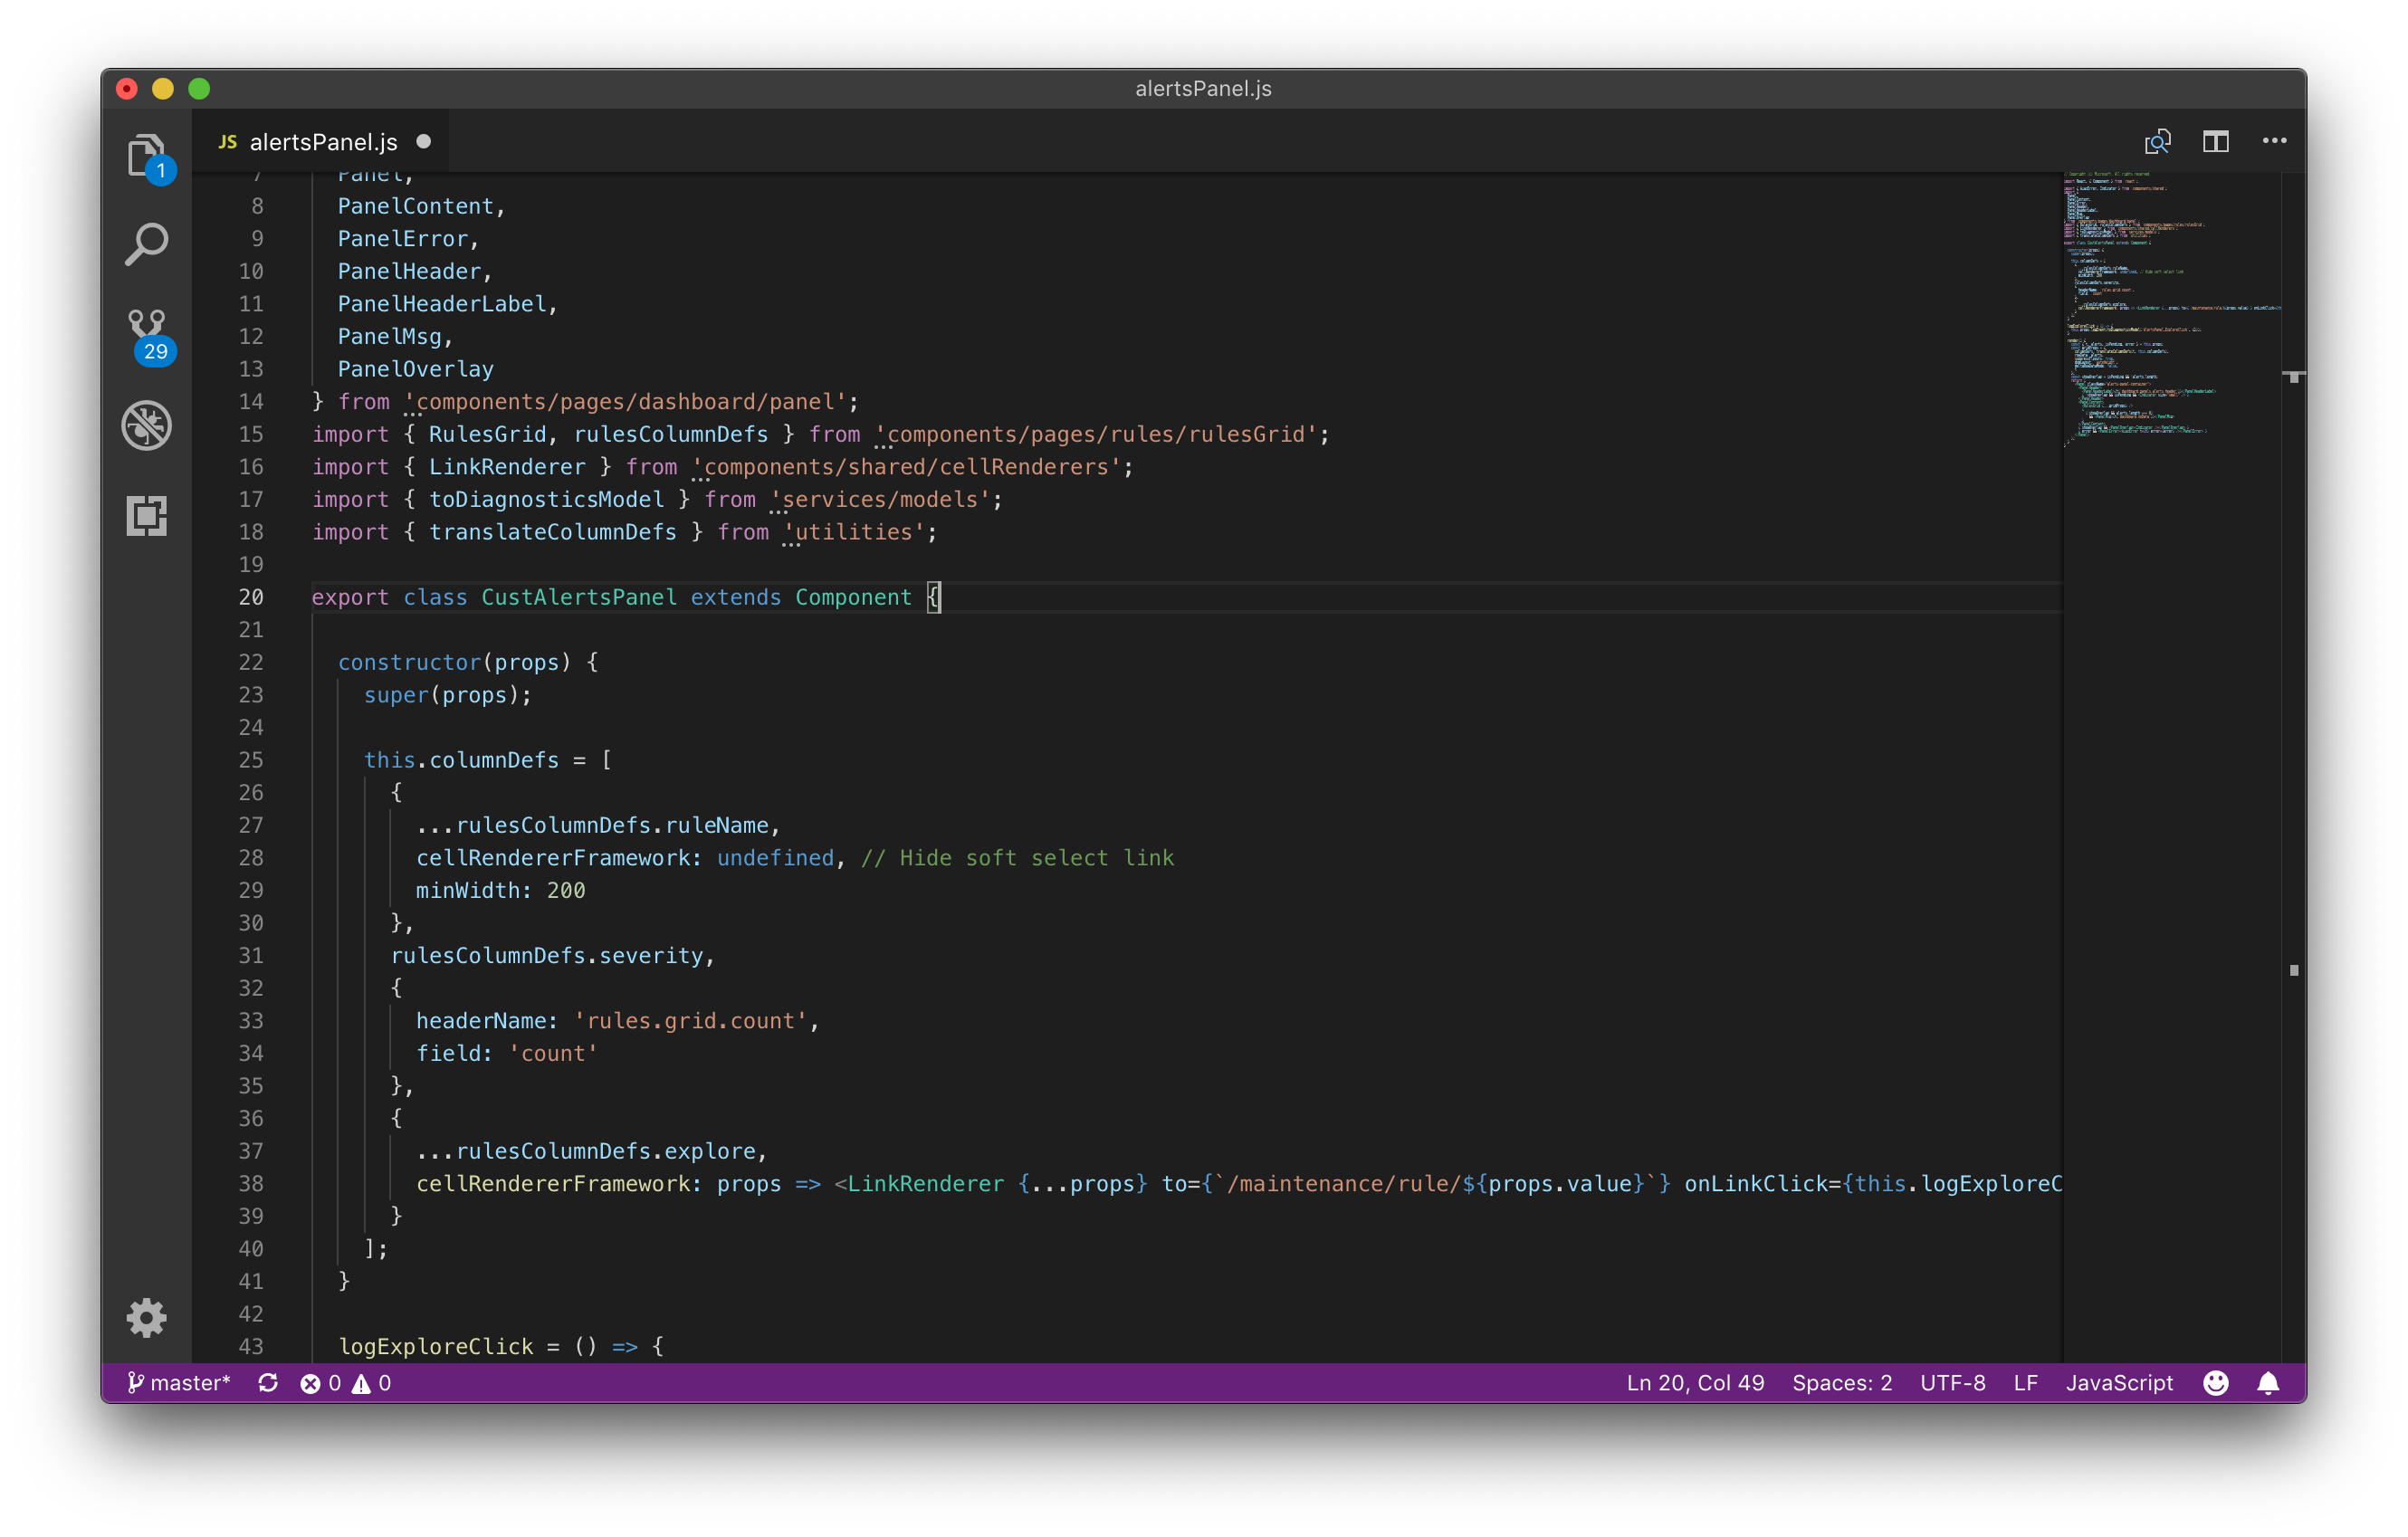 alertsPanel.js
JS alertsPanel.js
1
29
7 Panel,
8 PanelContent,
9 PanelError,
10 PanelHeader,
11 PanelHeaderLabel,
12 PanelMsg,
13 PanelOverlay
14 } from 'components/pages/dashboard/panel';
15 import { RulesGrid, rulesColumnDefs } from 'components/pages/rules/rulesGrid';
16 import { LinkRenderer } from 'components/shared/cellRenderers';
17 import { toDiagnosticsModel } from 'services/models';
18 import { translateColumnDefs } from 'utilities';
19
20 export class CustAlertsPanel extends Component {
21
22 constructor(props) {
23 super(props);
24
25 this.columnDefs = [
26 {
27 ...rulesColumnDefs.ruleName,
28 cellRendererFramework: undefined, // Hide soft select link
29 minWidth: 200
30 },
31 rulesColumnDefs.severity,
32 {
33 headerName: 'rules.grid.count',
34 field: 'count'
35 },
36 {
37 ...rulesColumnDefs.explore,
38 cellRendererFramework: props => <LinkRenderer {...props} to={`/maintenance/rule/${props.value}`} onLinkClick={this.logExploreC
39 }
40 ];
41 }
42
43 logExploreClick = () => {
master* 0 0 Ln 20, Col 49 Spaces: 2 UTF-8 LF JavaScript